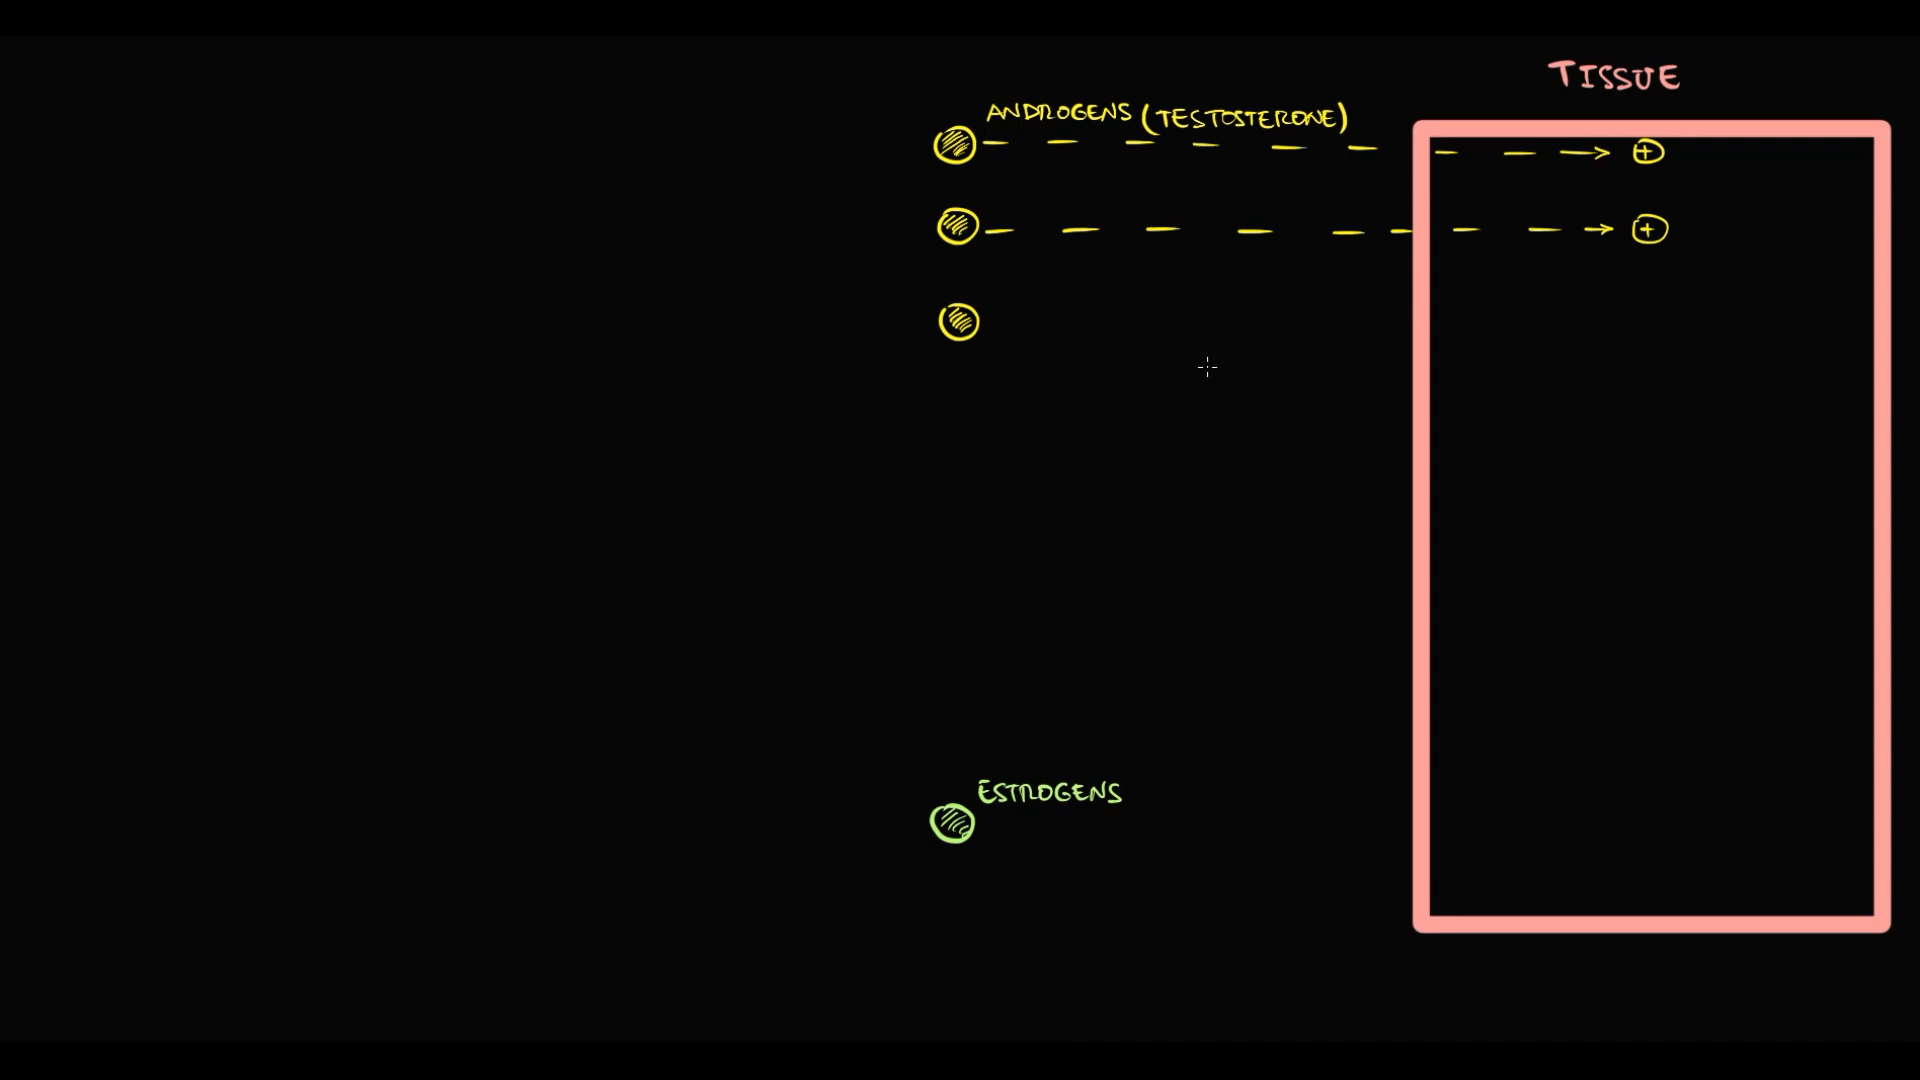 TISSUE
ANDROGENS (TESTOSTERONE)
+
+
ESTROGENS